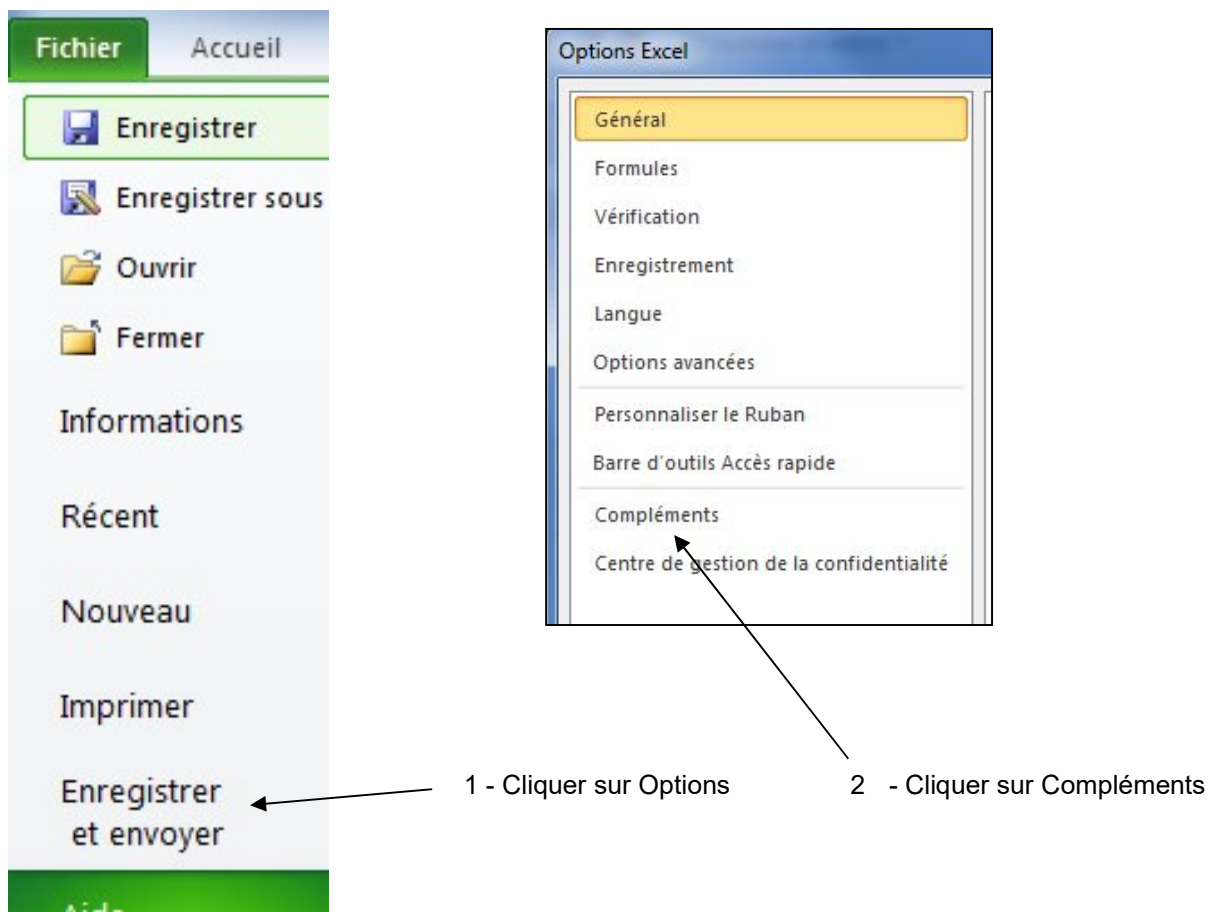 Fichier Accueil
Enregistrer
Enregistrer sous
Ouvrir
Fermer
Informations
Récent
Nouveau
Imprimer
Enregistrer
et envoyer
Aide
Options Excel
Général
Formules
Vérification
Enregistrement
Langue
Options avancées
Personnaliser le Ruban
Barre d'outils Accès rapide
Compléments
Centre de gestion de la confidentialité
1 - Cliquer sur Options
2 - Cliquer sur Compléments